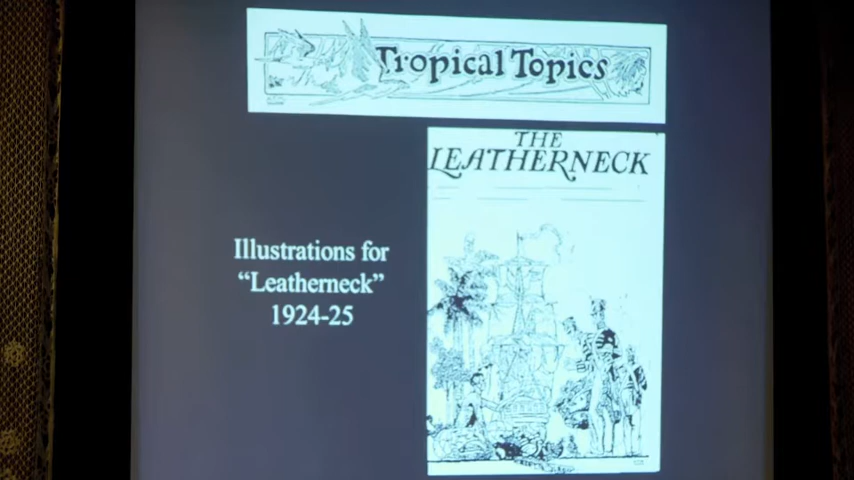 Tropical Topics
THE
LEATHERNECK
Illustrations for
“Leatherneck”
1924-25